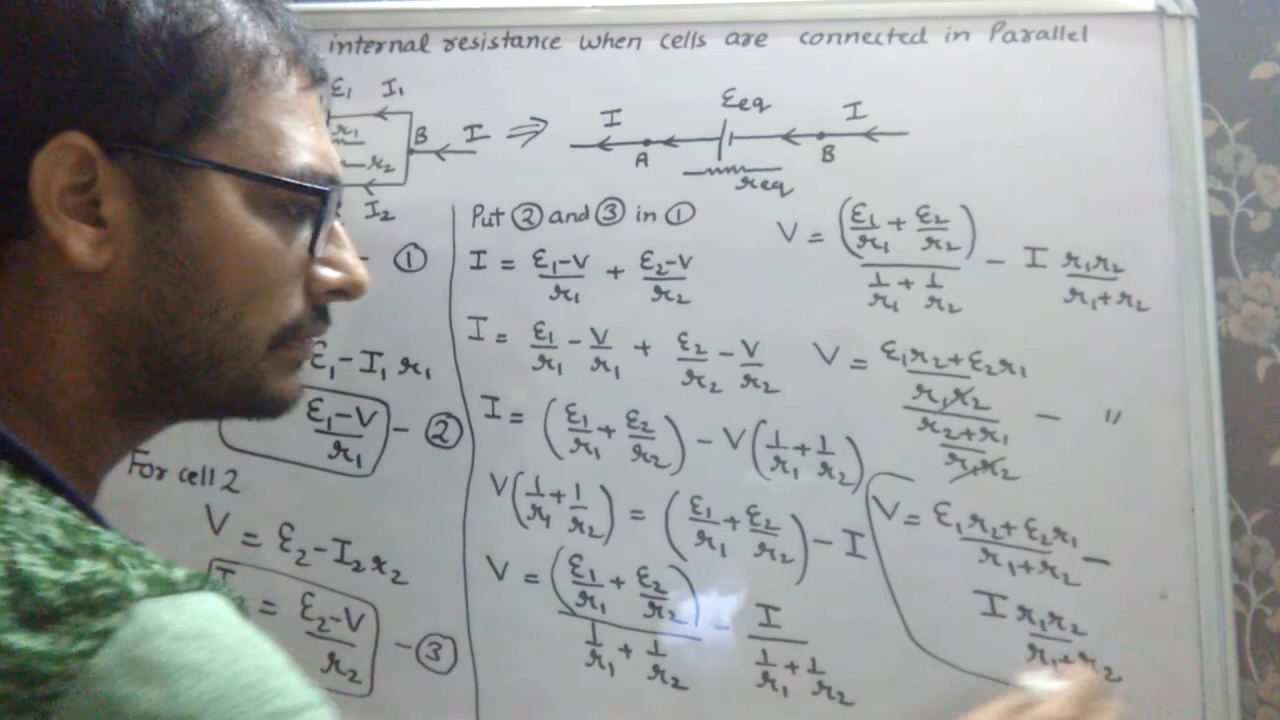 internal resistance when cells are connected in Parallel
ε₁ I₁
r₁
r₂
I₂
B I ⇒
I A εeq req B I
- ①
ε₁ - I₁ r₁
(ε₁ - V)/r₁ - ②
For cell 2
V = ε₂ - I₂ r₂
I = (ε₂ - V)/r₂ - ③
Put ② and ③ in ①
I = (ε₁ - V)/r₁ + (ε₂ - V)/r₂
I = ε₁/r₁ - V/r₁ + ε₂/r₂ - V/r₂
I = (ε₁/r₁ + ε₂/r₂) - V(1/r₁ + 1/r₂)
V(1/r₁ + 1/r₂) = (ε₁/r₁ + ε₂/r₂) - I
V = (ε₁/r₁ + ε₂/r₂)/(1/r₁ + 1/r₂) - I/(1/r₁ + 1/r₂)
V = (ε₁/r₁ + ε₂/r₂)/(1/r₁ + 1/r₂) - I r₁r₂/(r₁ + r₂)
V = ((ε₁r₂ + ε₂r₁)/(r₁r₂))/((r₂ + r₁)/(r₁r₂)) - "
V = (ε₁r₂ + ε₂r₁)/(r₁ + r₂) -
I r₁r₂/(r₁ + r₂)